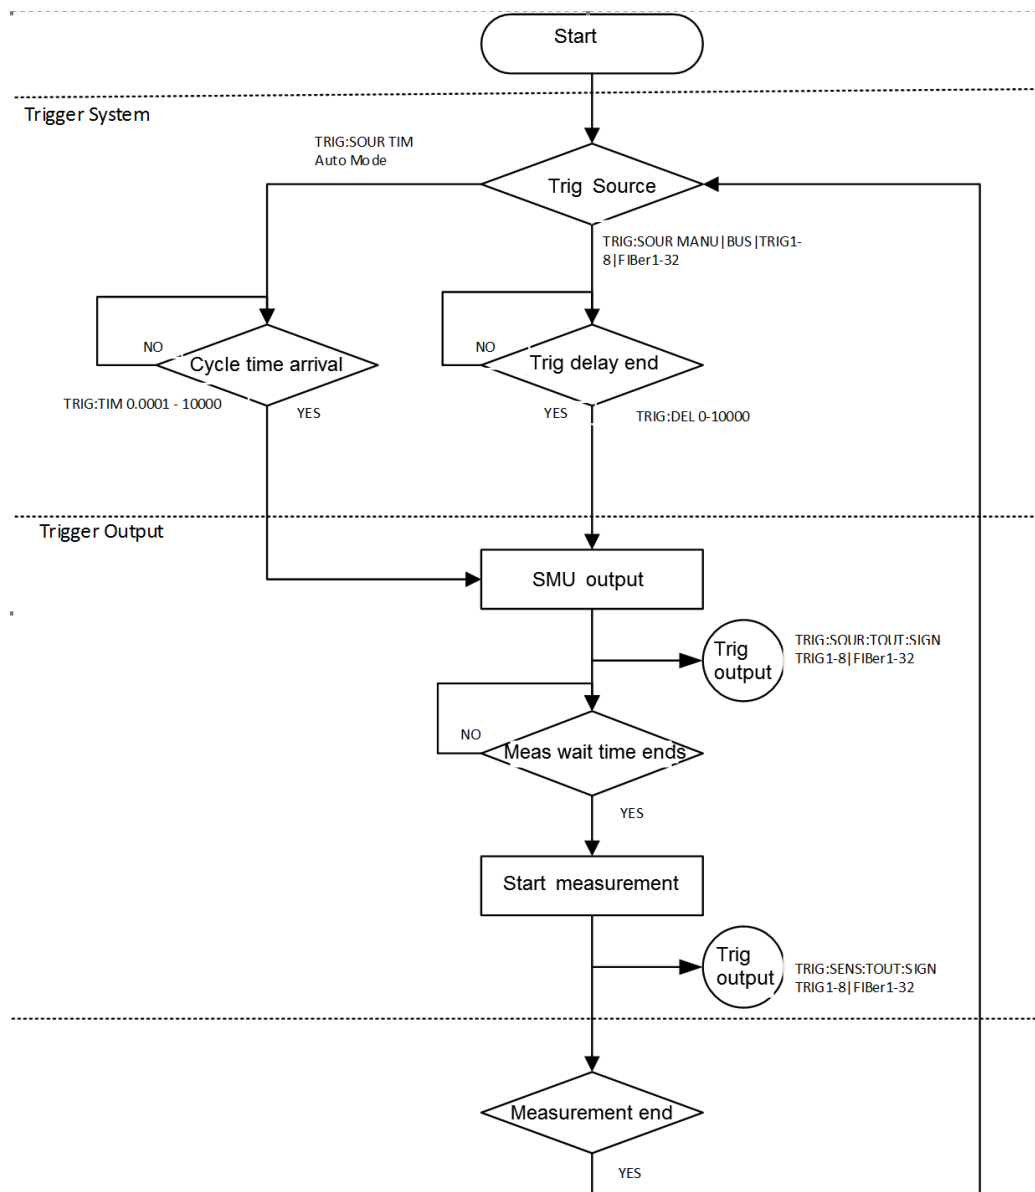 Start
Trigger System
TRIG:SOUR TIM
Auto Mode
Trig Source
TRIG:SOUR MANU|BUS|TRIG1-
8|FIBer1-32
NO
Cycle time arrival
NO
Trig delay end
TRIG:TIM 0.0001 - 10000
YES
YES
TRIG:DEL 0-10000
Trigger Output
SMU output
Trig
output
TRIG:SOUR:TOUT:SIGN
TRIG1-8|FIBer1-32
NO
Meas wait time ends
YES
Start measurement
Trig
output
TRIG:SENS:TOUT:SIGN
TRIG1-8|FIBer1-32
Measurement end
YES